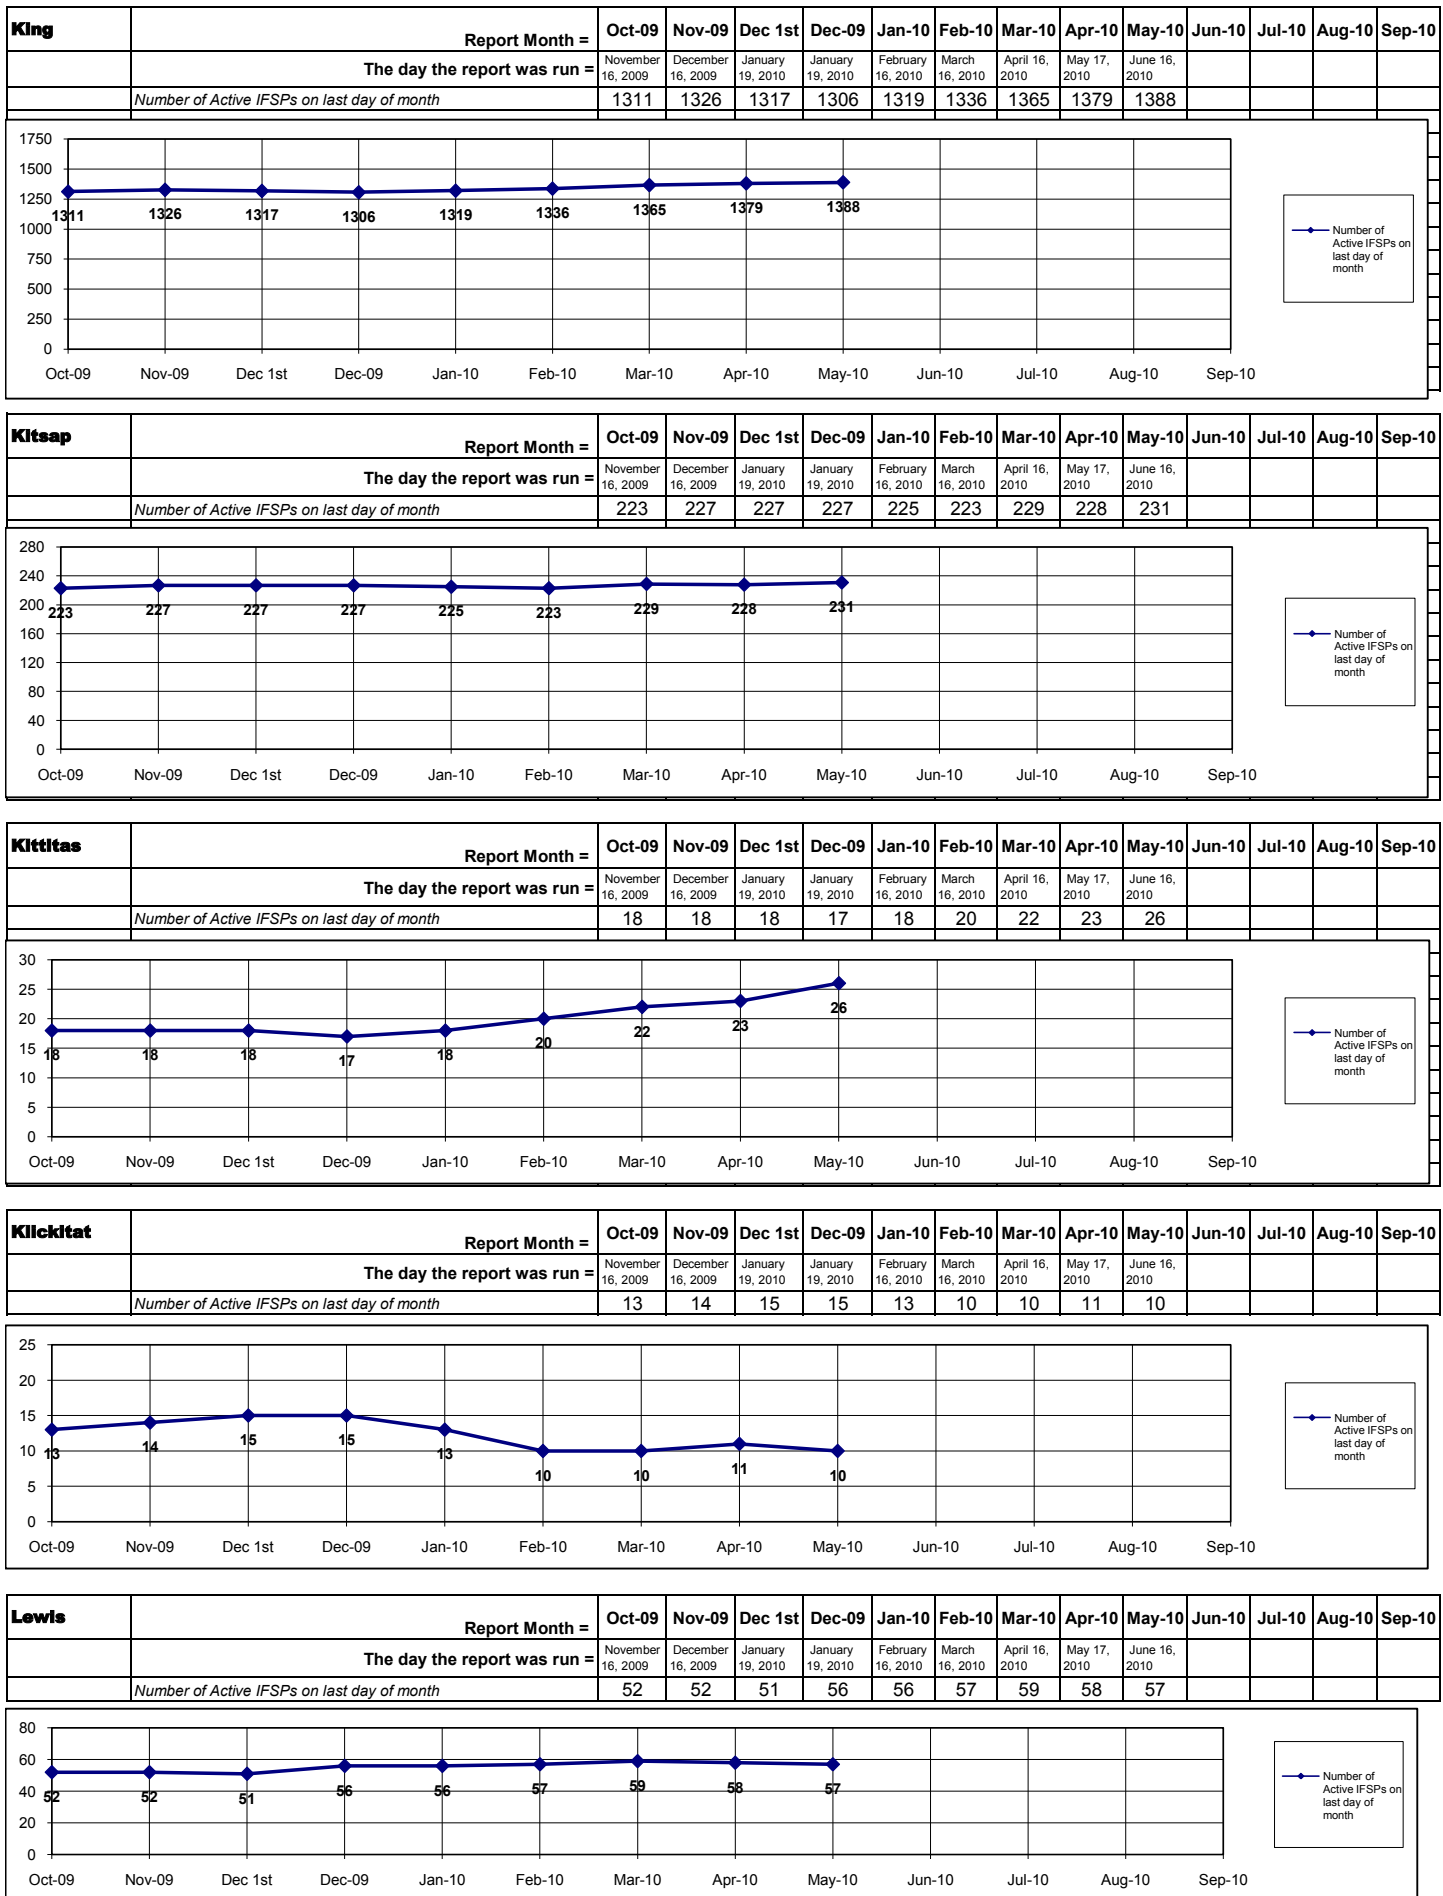 King Report Month = Oct-09 Nov-09 Dec 1st Dec-09 Jan-10 Feb-10 Mar-10 Apr-10 May-10 Jun-10 Jul-10 Aug-10 Sep-10
The day the report was run = November 16, 2009 December 16, 2009 January 19, 2010 January 19, 2010 February 16, 2010 March 16, 2010 April 16, 2010 May 17, 2010 June 16, 2010
Number of Active IFSPs on last day of month 1311 1326 1317 1306 1319 1336 1365 1379 1388
1750
1500
1250
1000
750
500
250
0
1311 1326 1317 1306 1319 1336 1365 1379 1388
Oct-09 Nov-09 Dec 1st Dec-09 Jan-10 Feb-10 Mar-10 Apr-10 May-10 Jun-10 Jul-10 Aug-10 Sep-10
Number of
Active IFSPs on
last day of
month
Kitsap Report Month = Oct-09 Nov-09 Dec 1st Dec-09 Jan-10 Feb-10 Mar-10 Apr-10 May-10 Jun-10 Jul-10 Aug-10 Sep-10
The day the report was run = November 16, 2009 December 16, 2009 January 19, 2010 January 19, 2010 February 16, 2010 March 16, 2010 April 16, 2010 May 17, 2010 June 16, 2010
Number of Active IFSPs on last day of month 223 227 227 227 225 223 229 228 231
280
240
200
160
120
80
40
0
223 227 227 227 225 223 229 228 231
Oct-09 Nov-09 Dec 1st Dec-09 Jan-10 Feb-10 Mar-10 Apr-10 May-10 Jun-10 Jul-10 Aug-10 Sep-10
Number of
Active IFSPs on
last day of
month
Kittitas Report Month = Oct-09 Nov-09 Dec 1st Dec-09 Jan-10 Feb-10 Mar-10 Apr-10 May-10 Jun-10 Jul-10 Aug-10 Sep-10
The day the report was run = November 16, 2009 December 16, 2009 January 19, 2010 January 19, 2010 February 16, 2010 March 16, 2010 April 16, 2010 May 17, 2010 June 16, 2010
Number of Active IFSPs on last day of month 18 18 18 17 18 20 22 23 26
30
25
20
15
10
5
0
18 18 18 17 18 20 22 23 26
Oct-09 Nov-09 Dec 1st Dec-09 Jan-10 Feb-10 Mar-10 Apr-10 May-10 Jun-10 Jul-10 Aug-10 Sep-10
Number of
Active IFSPs on
last day of
month
Klickitat Report Month = Oct-09 Nov-09 Dec 1st Dec-09 Jan-10 Feb-10 Mar-10 Apr-10 May-10 Jun-10 Jul-10 Aug-10 Sep-10
The day the report was run = November 16, 2009 December 16, 2009 January 19, 2010 January 19, 2010 February 16, 2010 March 16, 2010 April 16, 2010 May 17, 2010 June 16, 2010
Number of Active IFSPs on last day of month 13 14 15 15 13 10 10 11 10
25
20
15
10
5
0
13 14 15 15 13 10 10 11 10
Oct-09 Nov-09 Dec 1st Dec-09 Jan-10 Feb-10 Mar-10 Apr-10 May-10 Jun-10 Jul-10 Aug-10 Sep-10
Number of
Active IFSPs on
last day of
month
Lewis Report Month = Oct-09 Nov-09 Dec 1st Dec-09 Jan-10 Feb-10 Mar-10 Apr-10 May-10 Jun-10 Jul-10 Aug-10 Sep-10
The day the report was run = November 16, 2009 December 16, 2009 January 19, 2010 January 19, 2010 February 16, 2010 March 16, 2010 April 16, 2010 May 17, 2010 June 16, 2010
Number of Active IFSPs on last day of month 52 52 51 56 56 57 59 58 57
80
60
40
20
0
52 52 51 56 56 57 59 58 57
Oct-09 Nov-09 Dec 1st Dec-09 Jan-10 Feb-10 Mar-10 Apr-10 May-10 Jun-10 Jul-10 Aug-10 Sep-10
Number of
Active IFSPs on
last day of
month